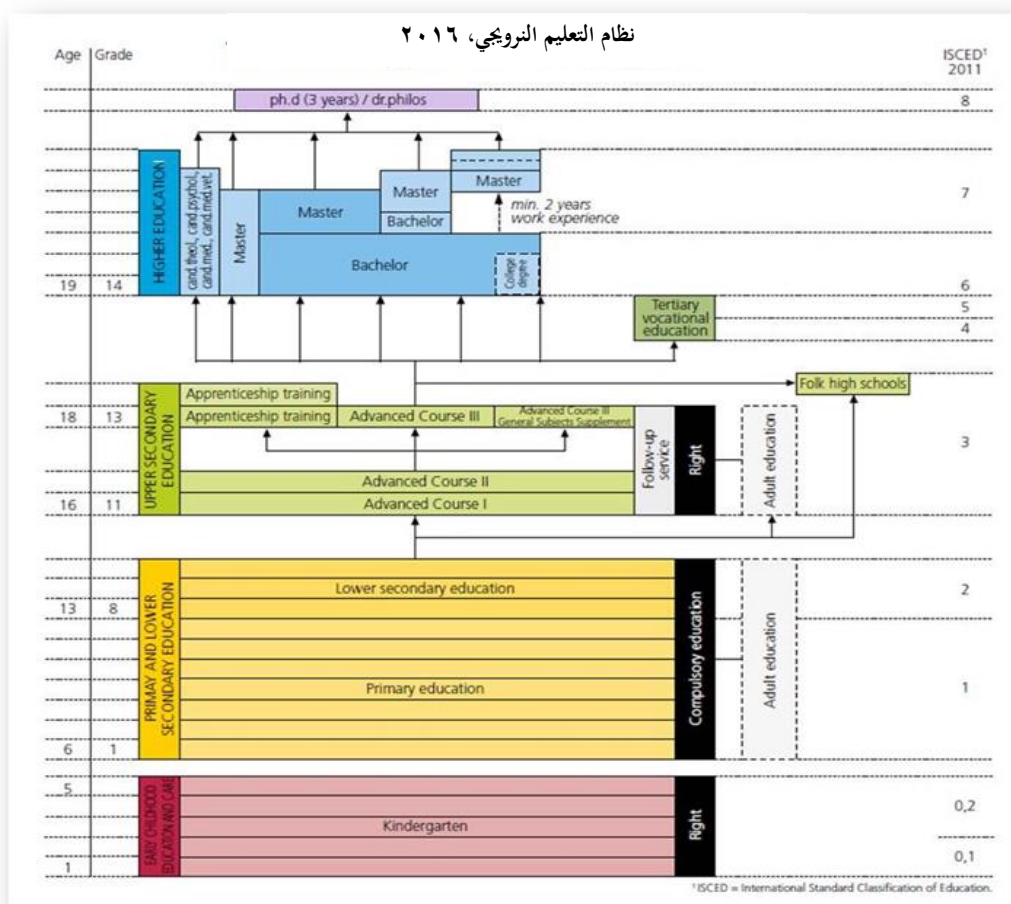 نظام التعليم النرويجي، ٢٠١٦
Age Grade
ISCED¹
2011
ph.d (3 years) / dr.philos
8
HIGHER EDUCATION
cand.theol., cand.psychol.,
cand.med., cand.med.vet.
Master
Master
Master
Bachelor
Master
min. 2 years
work experience
7
Bachelor
College
degree
19 14
6
Tertiary
vocational
education
5
4
Folk high schools
UPPER SECONDARY
EDUCATION
Apprenticeship training
18 13
Apprenticeship training
Advanced Course III
Advanced Course III
General Subjects Supplement
Follow-up
service
Right
Adult education
3
Advanced Course II
16 11
Advanced Course I
PRIMAY AND LOWER
SECONDARY EDUCATION
Lower secondary education
2
13 8
Compulsory education
Adult education
Primary education
1
6 1
EARLY CHILDHOOD
EDUCATION AND CARE
5
Kindergarten
Right
0,2
0,1
1
¹ISCED = International Standard Classification of Education.